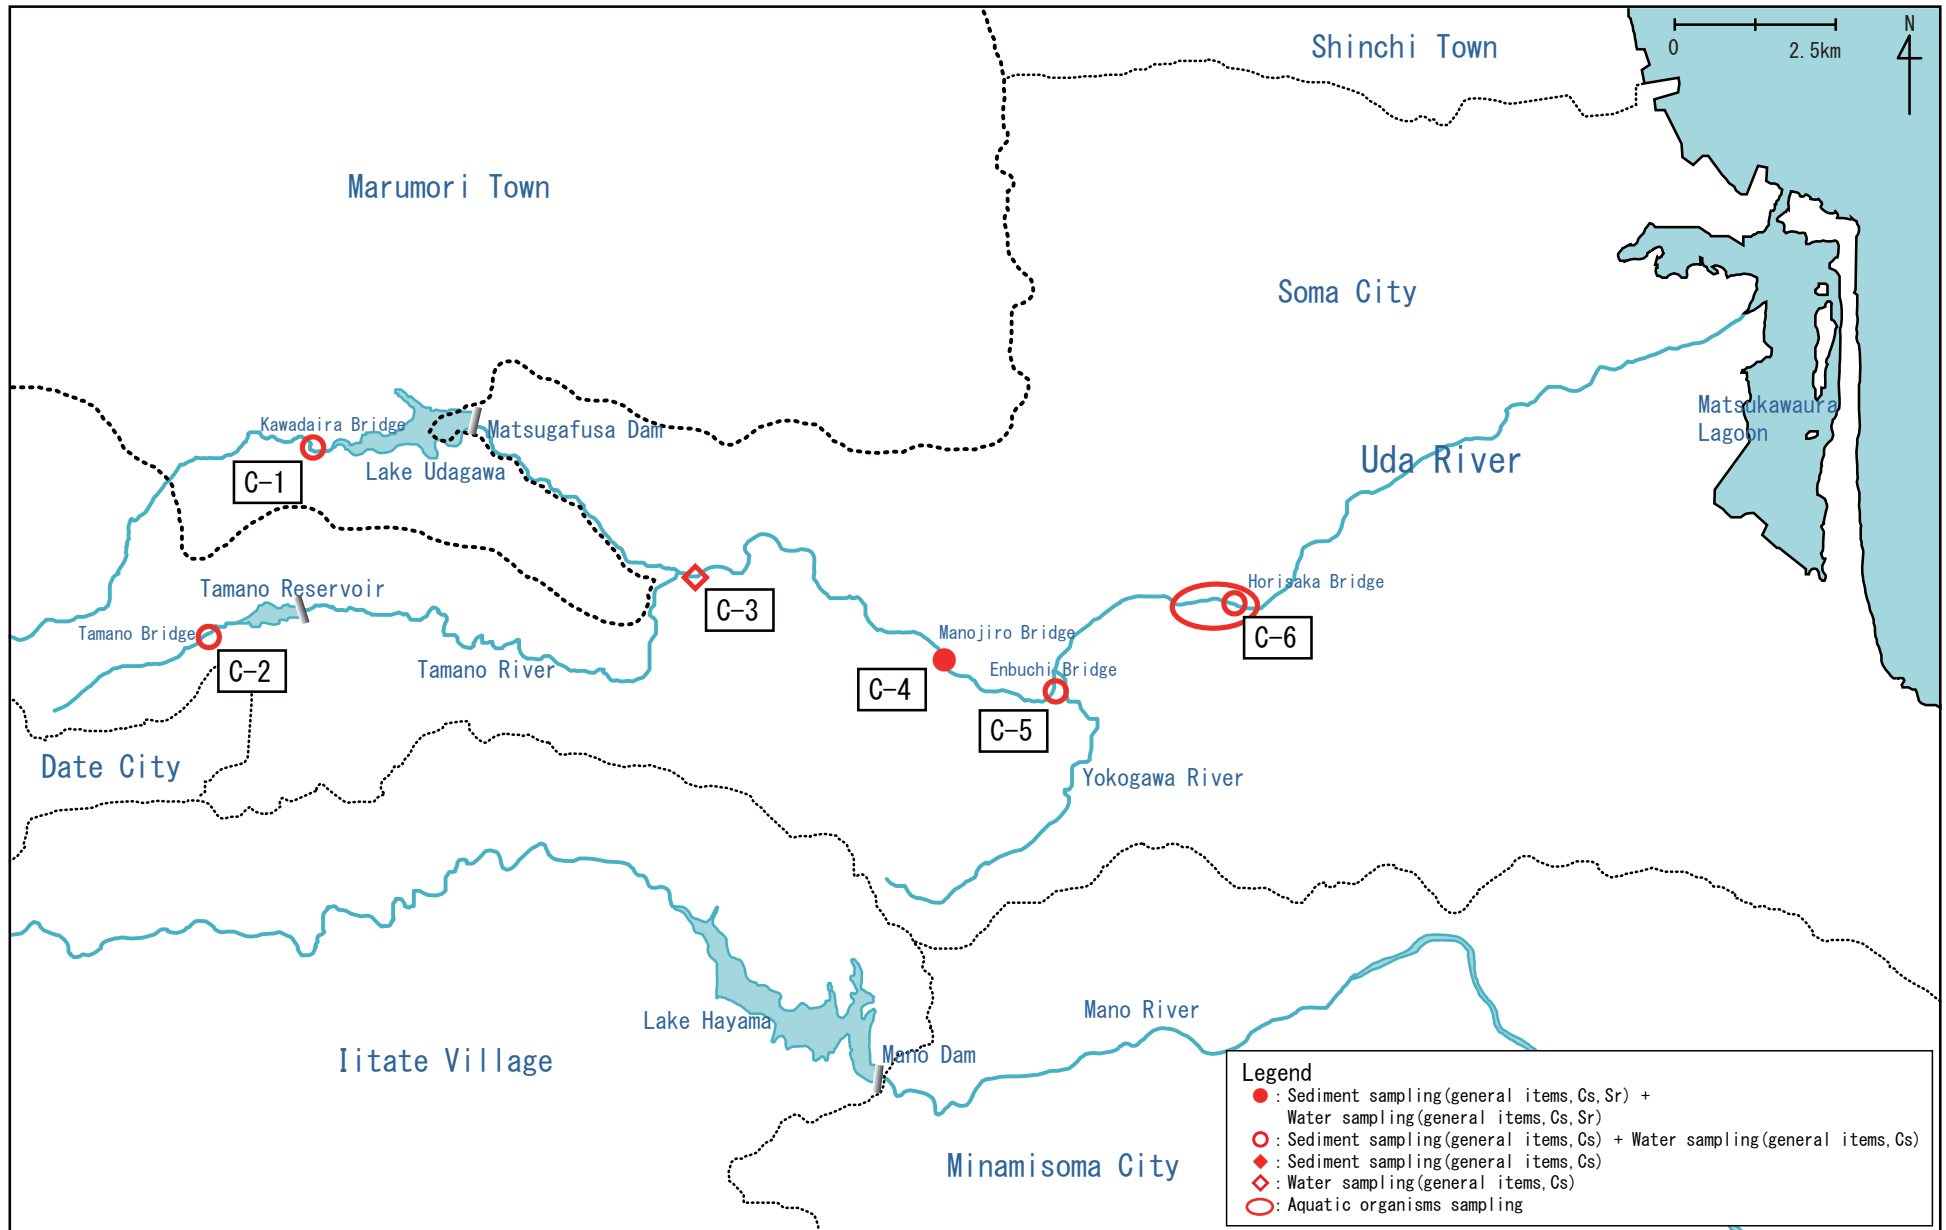 Shinchi Town
0
2.5km
N
Marumori Town
Soma City
Kawadaira Bridge
Matsugafusa Dam
Matsukawaura
Lagoon
C-1
Lake Udagawa
Uda River
Tamano Reservoir
C-3
Horisaka Bridge
Tamano Bridge
C-2
Tamano River
Manojiro Bridge
C-6
C-4
Enbuchi Bridge
C-5
Date City
Yokogawa River
Lake Hayama
Mano River
Iitate Village
Mano Dam
Minamisoma City
Legend
: Sediment sampling(general items,Cs,Sr) +
Water sampling(general items,Cs,Sr)
: Sediment sampling(general items,Cs) + Water sampling(general items,Cs)
: Sediment sampling(general items,Cs)
: Water sampling(general items,Cs)
: Aquatic organisms sampling